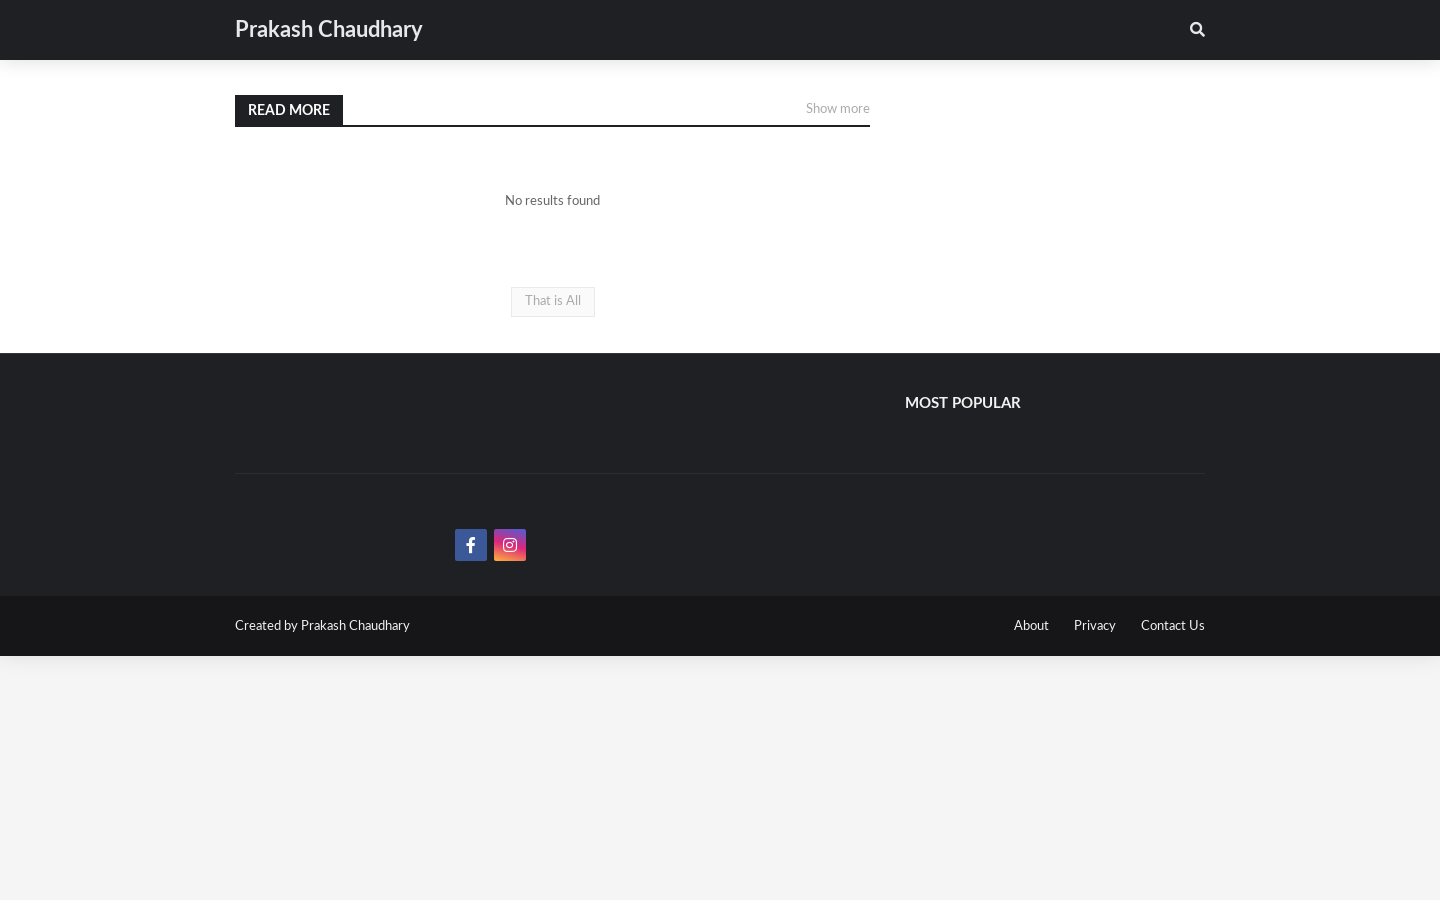 Prakash Chaudhary
READ MORE
Show more
No results found
That is All
MOST POPULAR
Created by Prakash Chaudhary
About
Privacy
Contact Us